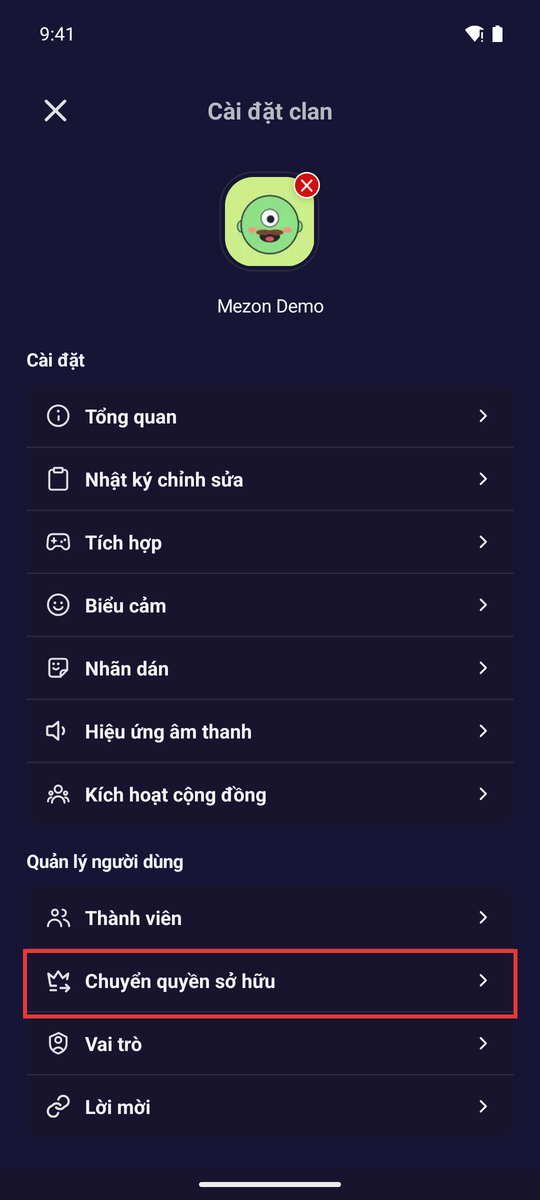 9:41
Cài đặt clan
Mezon Demo
Cài đặt
Tổng quan
Nhật ký chỉnh sửa
Tích hợp
Biểu cảm
Nhãn dán
Hiệu ứng âm thanh
Kích hoạt cộng đồng
Quản lý người dùng
Thành viên
Chuyển quyền sở hữu
Vai trò
Lời mời